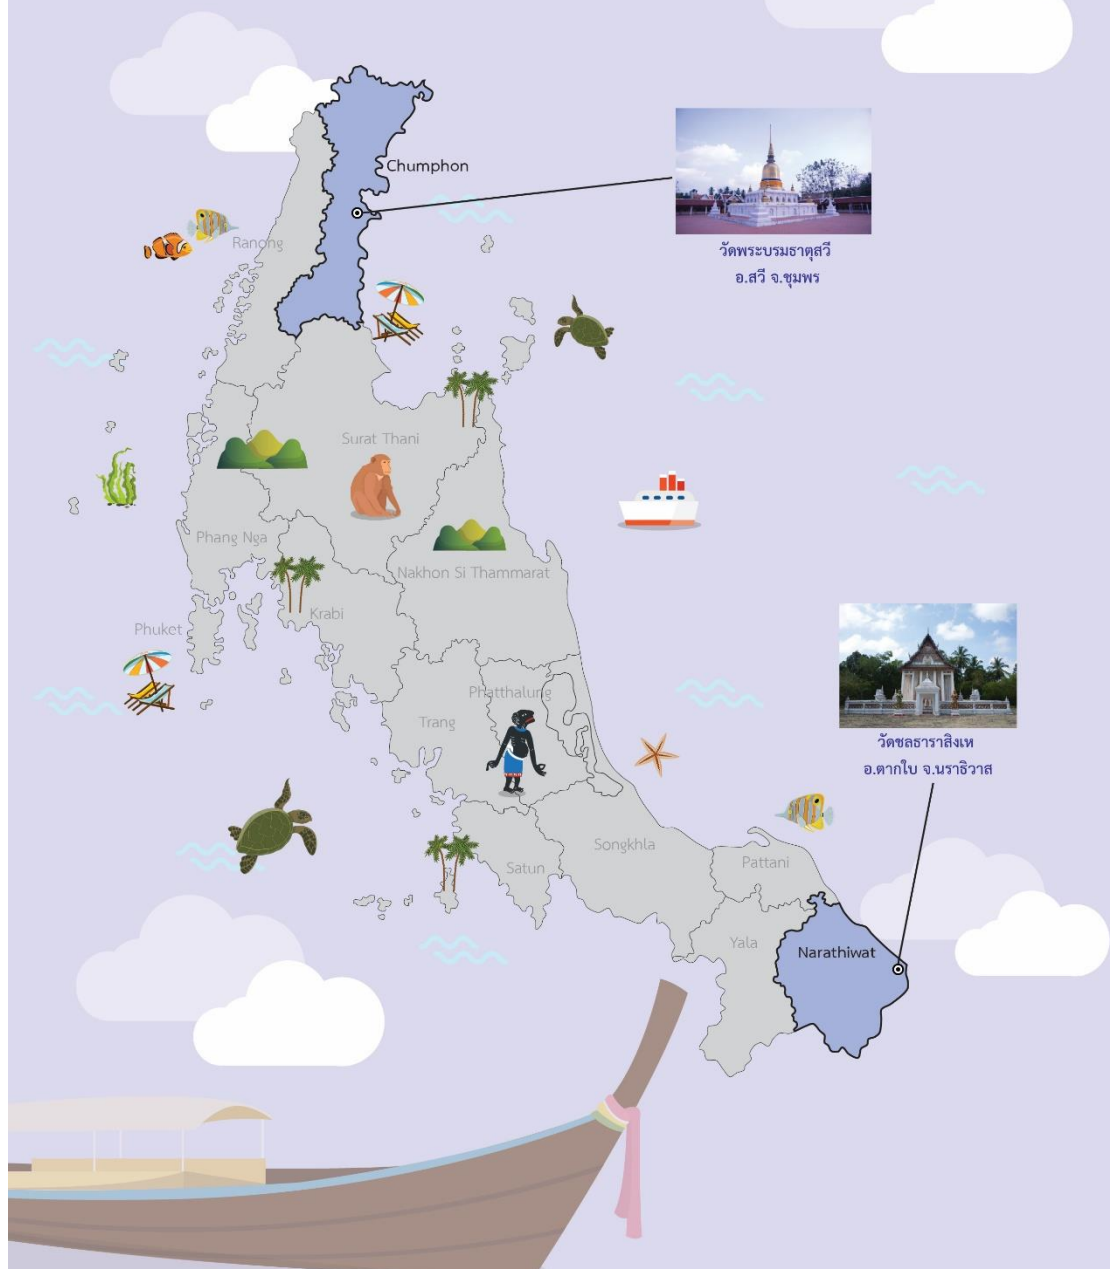 Chumphon
วัดพระบรมธาตุสวี
อ.สวี จ.ชุมพร
Ranong
Surat Thani
Phang Nga
Nakhon Si Thammarat
Krabi
Phuket
Phatthalung
Trang
วัดชลธาราสิงเห
อ.ตากใบ จ.นราธิวาส
Songkhla
Pattani
Satun
Yala
Narathiwat